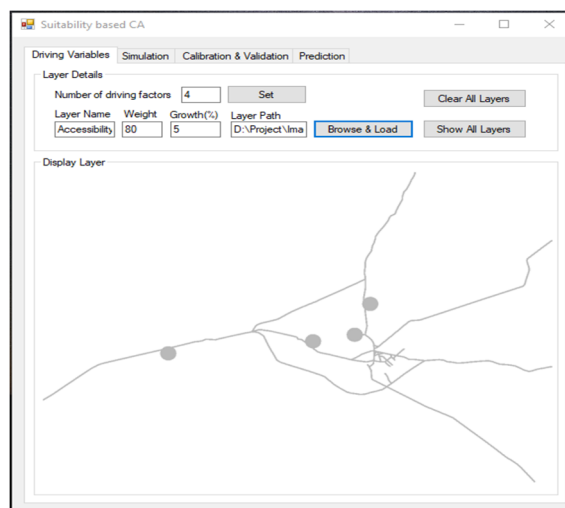 Suitability based CA
Driving Variables Simulation Calibration & Validation Prediction
Layer Details
Number of driving factors 4 Set Clear All Layers
Layer Name Weight Growth(%) Layer Path
Accessibility 80 5 D:\Project\Ima Browse & Load Show All Layers
Display Layer